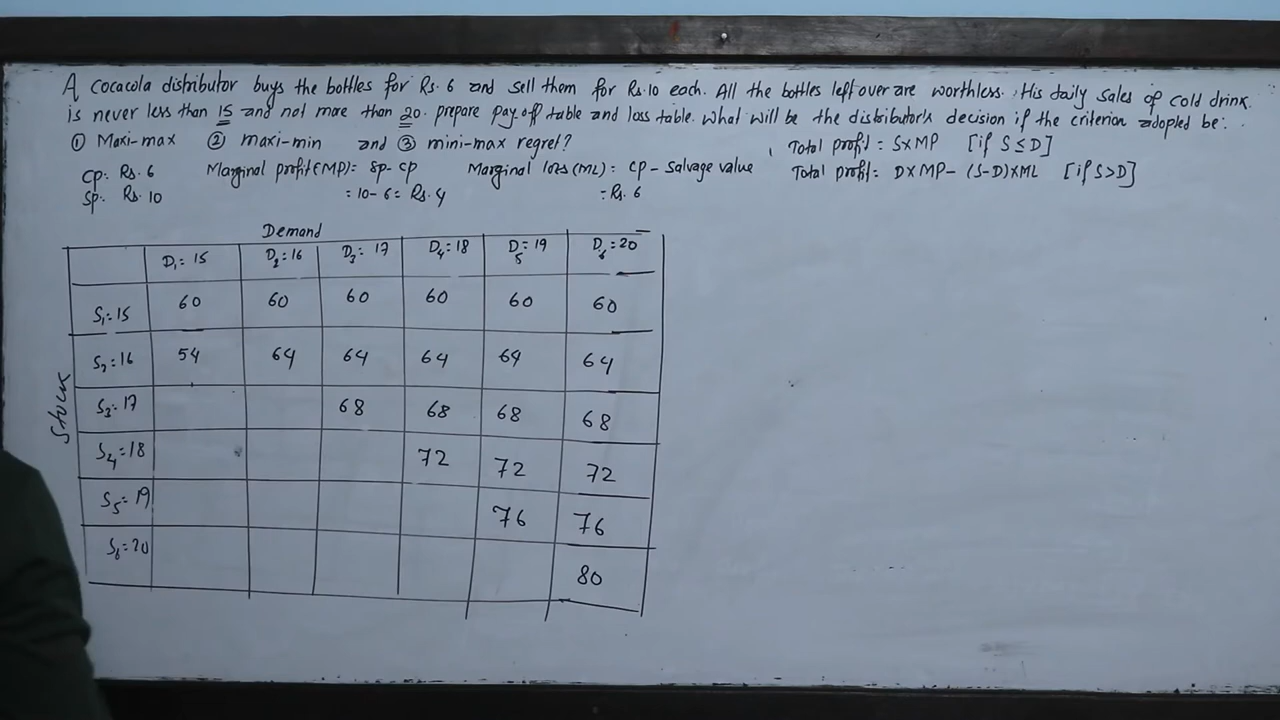 A cocacola distributor buys the bottles for Rs. 6 and sell them for Rs. 10 each. All the bottles left over are worthless. His daily sales of cold drink
is never less than 15 and not more than 20. prepare pay off table and loss table. What will be the distributor's decision if the criterion adopted be:
① Maxi-max ② maxi-min and ③ mini-max regret?
Total profit = S×MP [if S≤D]
CP: Rs. 6 Marginal profit (MP)= SP- CP Marginal loss (ML) = CP - Salvage value Total profit= D×MP- (S-D)×ML [if S>D]
SP: Rs. 10 = 10-6= Rs. 4 = Rs. 6
Demand
D₁= 15 D₂=16 D₃= 17 D₄=18 D₅= 19 D₆=20
S₁=15 60 60 60 60 60 60
S₂=16 54 64 64 64 64 64
S₃=17 68 68 68 68
S₄=18 72 72 72
S₅=19 76 76
S₆=20 80
Stock